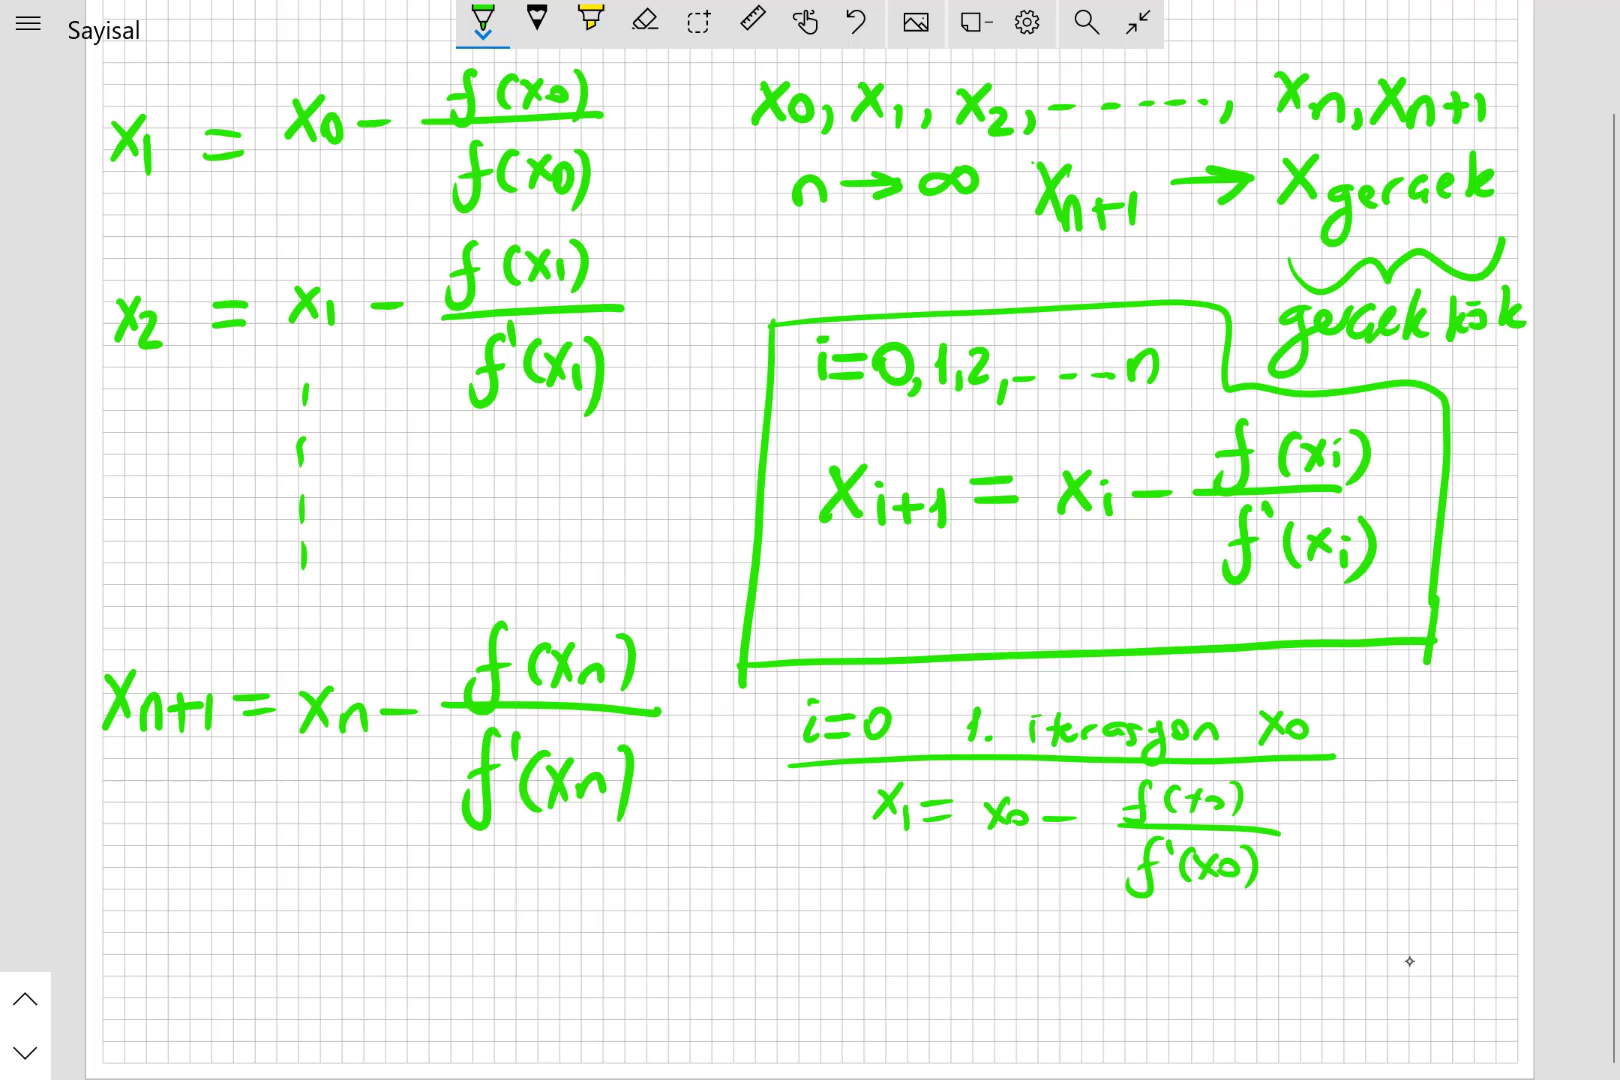 Sayisal
x1 = x0 - f(x0) / f(x0)
x2 = x1 - f(x1) / f'(x1)
xn+1 = xn - f(xn) / f'(xn)
x0, x1, x2, - - - - - -, xn, xn+1
n → ∞ xn+1 → x gercek
gercek kök
i=0,1,2,- - - - n
xi+1 = xi - f(xi) / f'(xi)
i=0 1. iterasyon x0
x1 = x0 - f(x0) / f'(x0)